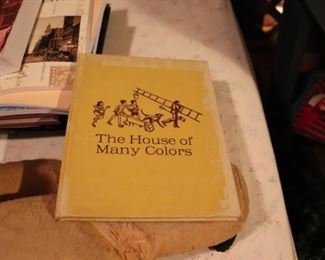 The House of
Many Colors